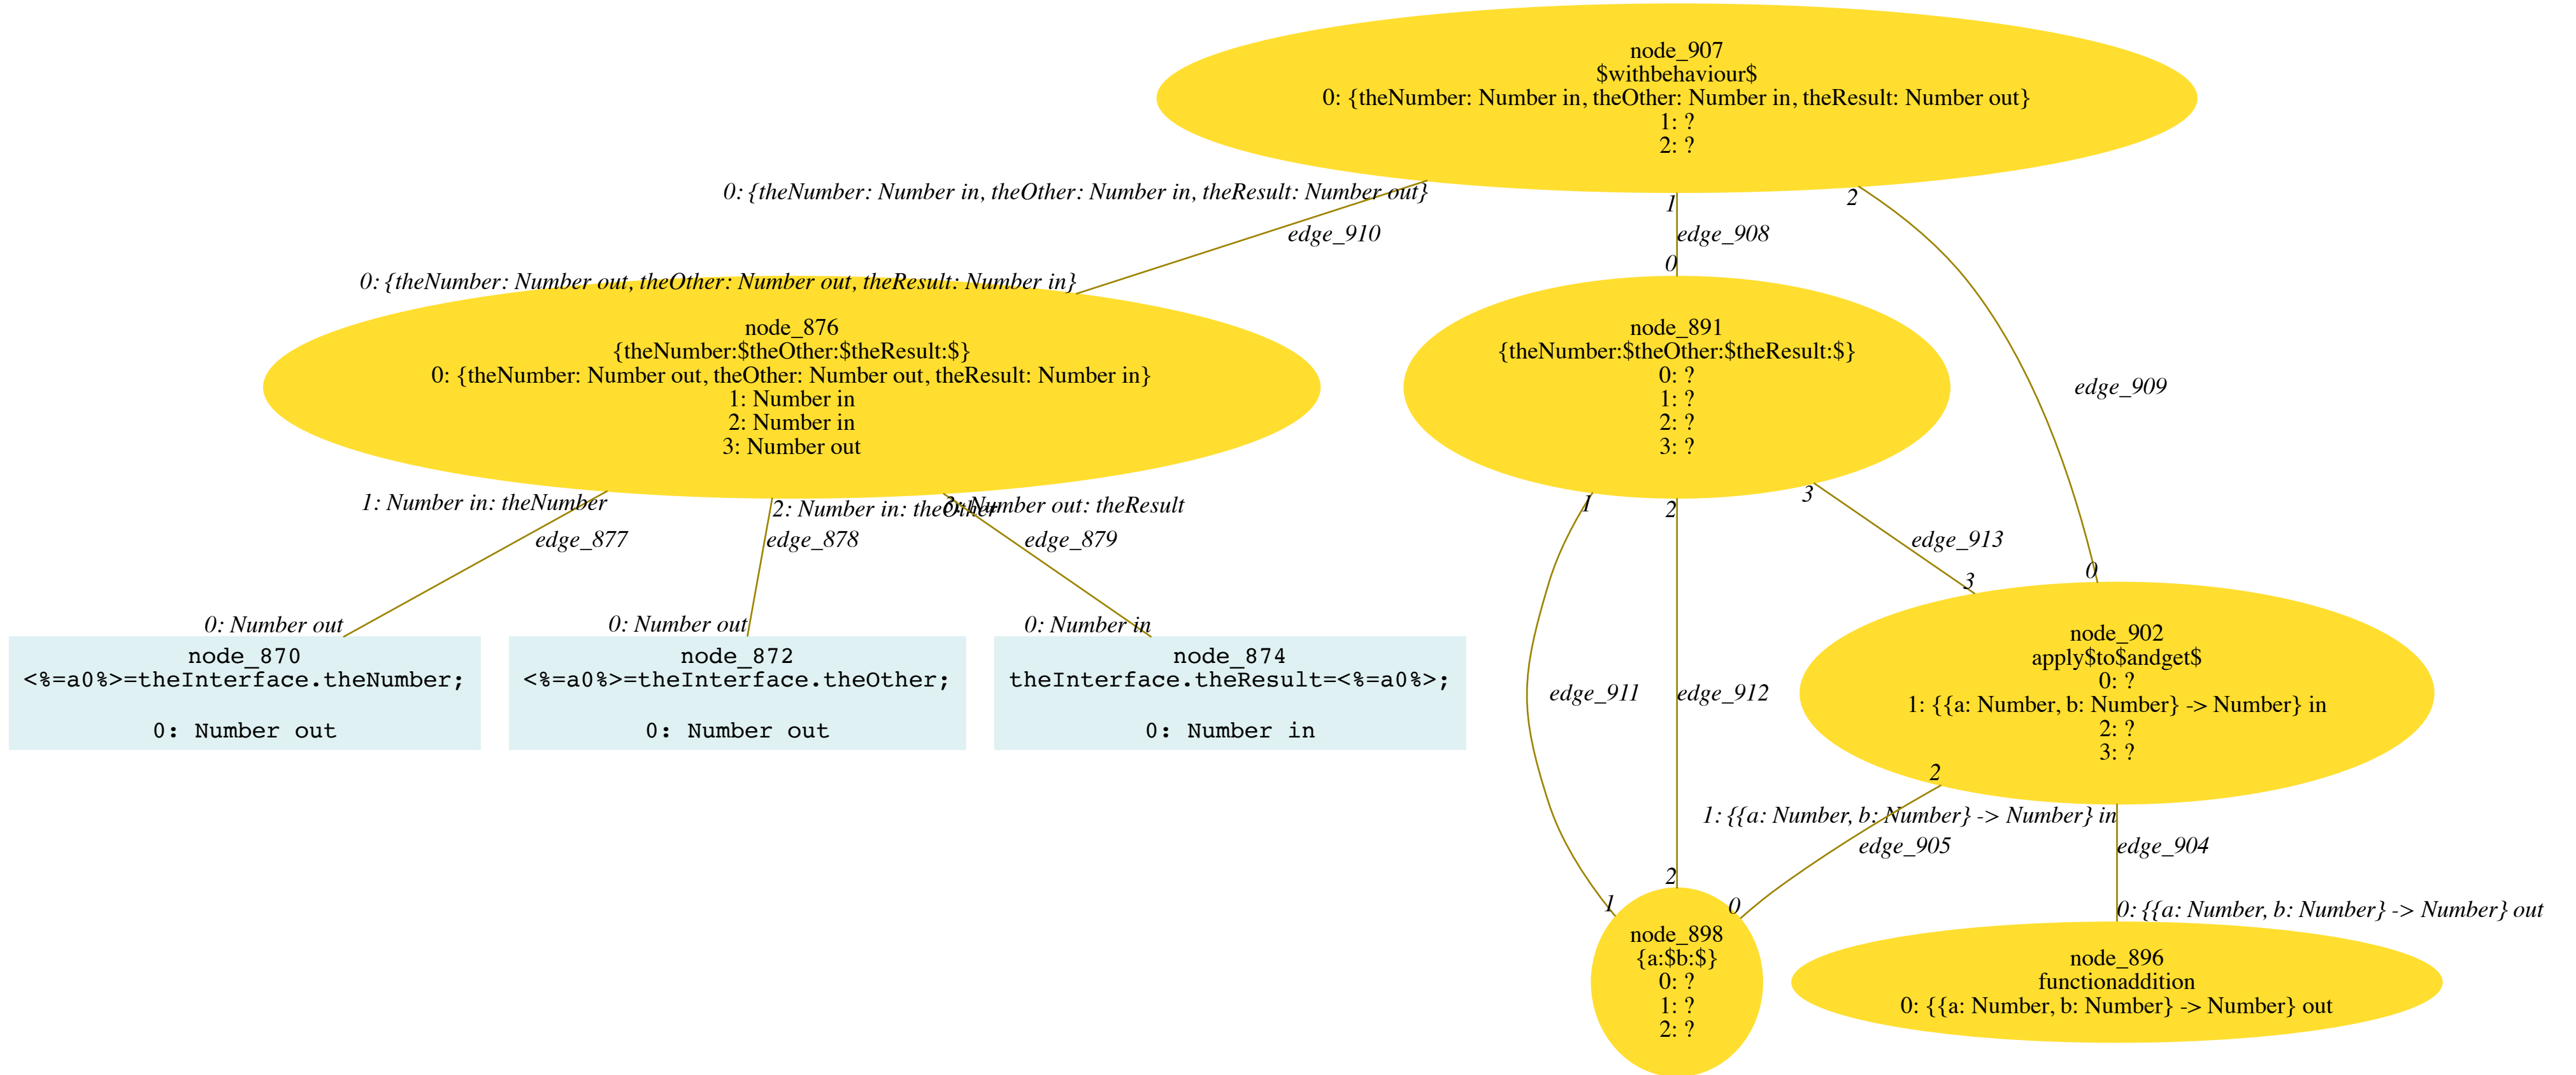 node_907
$withbehaviour$
0: {theNumber: Number in, theOther: Number in, theResult: Number out}
1: ?
2: ?
0: {theNumber: Number in, theOther: Number in, theResult: Number out}
1
2
edge_910
edge_908
0
0: {theNumber: Number out, theOther: Number out, theResult: Number in}
node_876
{theNumber:$theOther:$theResult:$}
0: {theNumber: Number out, theOther: Number out, theResult: Number in}
1: Number in
2: Number in
3: Number out
node_891
{theNumber:$theOther:$theResult:$}
0: ?
1: ?
2: ?
3: ?
edge_909
1: Number in: theNumber
2: Number in: theOther
3: Number out: theResult
1
2
3
edge_877
edge_878
edge_879
edge_913
0: Number out
0: Number out
0: Number in
3
0
node_870
<%=a0%>=theInterface.theNumber;
0: Number out
node_872
<%=a0%>=theInterface.theOther;
0: Number out
node_874
theInterface.theResult=<%=a0%>;
0: Number in
edge_911
edge_912
node_902
apply$to$andget$
0: ?
1: {{a: Number, b: Number} -> Number} in
2: ?
3: ?
2
1: {{a: Number, b: Number} -> Number} in
edge_905
edge_904
1
2
0
0: {{a: Number, b: Number} -> Number} out
node_898
{a:$b:$}
0: ?
1: ?
2: ?
node_896
functionaddition
0: {{a: Number, b: Number} -> Number} out